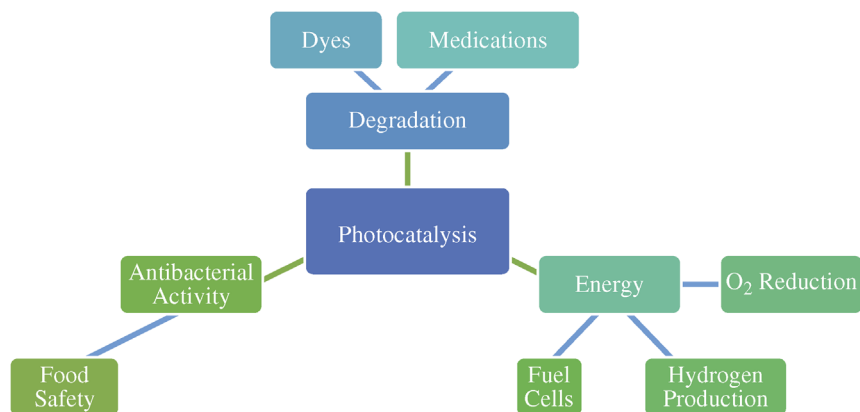 Dyes
Medications
Degradation
Photocatalysis
Antibacterial
Activity
Energy
O₂ Reduction
Food
Safety
Fuel
Cells
Hydrogen
Production